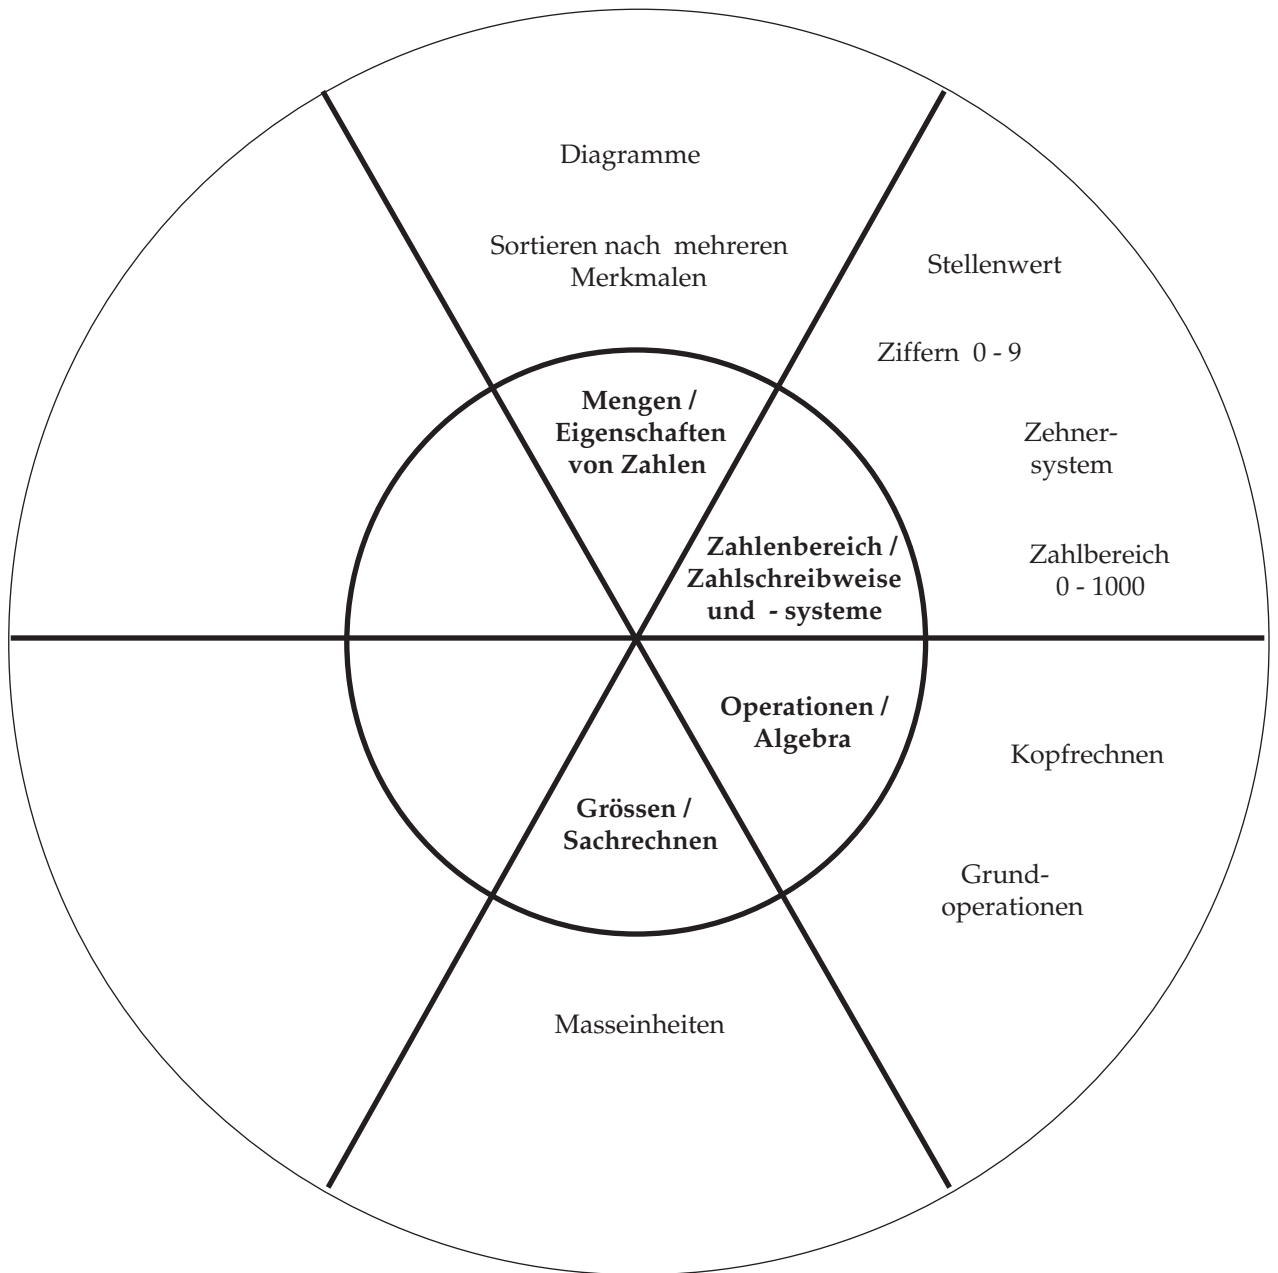 Diagramme
Sortieren nach mehreren
Merkmalen
Stellenwert
Ziffern 0 - 9
Zehner-
system
Zahlbereich
0 - 1000
Mengen /
Eigenschaften
von Zahlen
Zahlenbereich /
Zahlschreibweise
und - systeme
Operationen /
Algebra
Grössen /
Sachrechnen
Kopfrechnen
Grund-
operationen
Masseinheiten